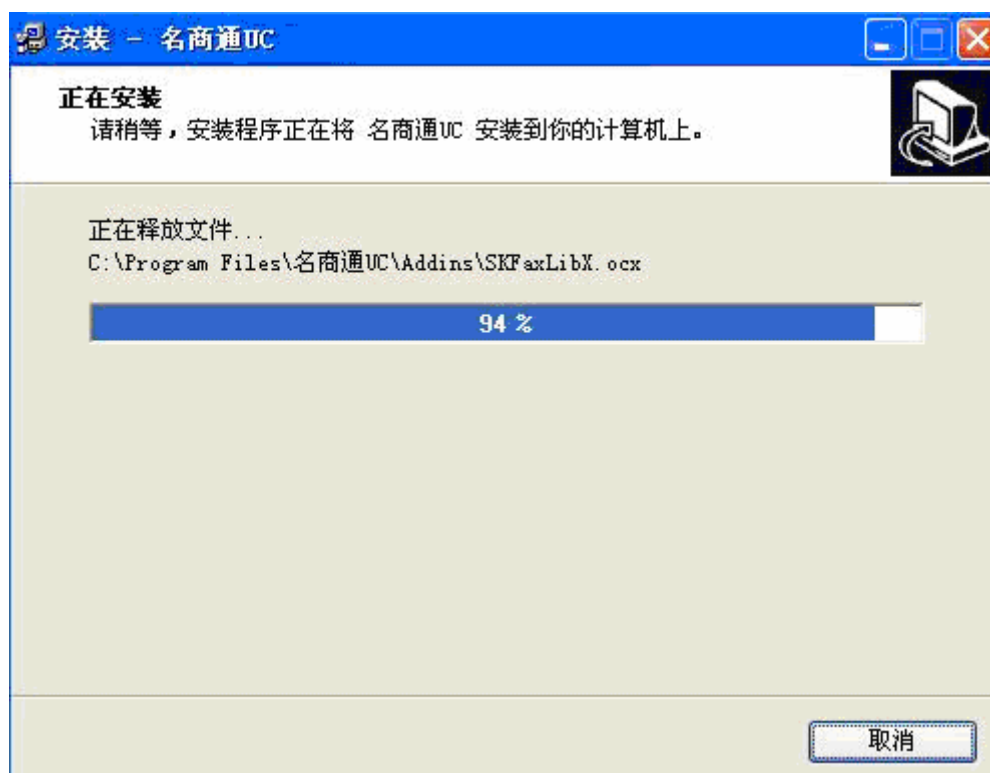 安装 - 名商通UC
正在安装
请稍等，安装程序正在将 名商通UC 安装到你的计算机上。
正在释放文件...
C:\Program Files\名商通UC\Addins\SKFaxLibX.ocx
94 %
取消